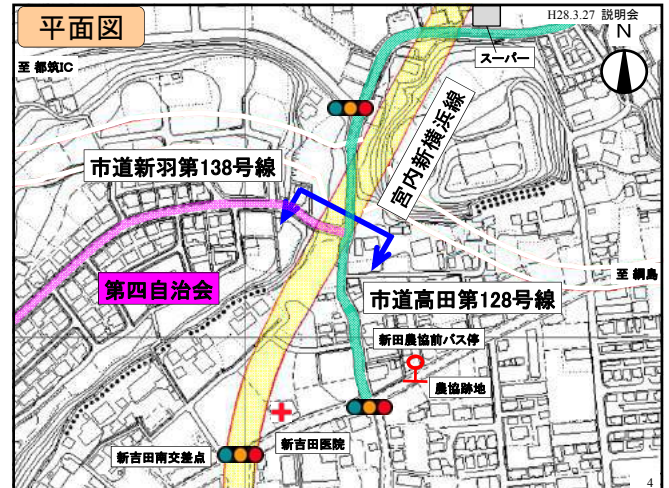 平面図
H28.3.27 説明会
N
スーパー
至 都筑IC
宮内新横浜線
市道新羽第138号線
第四自治会
至 綱島
市道高田第128号線
新田農協前バス停
農協跡地
新吉田医院
新吉田南交差点
4